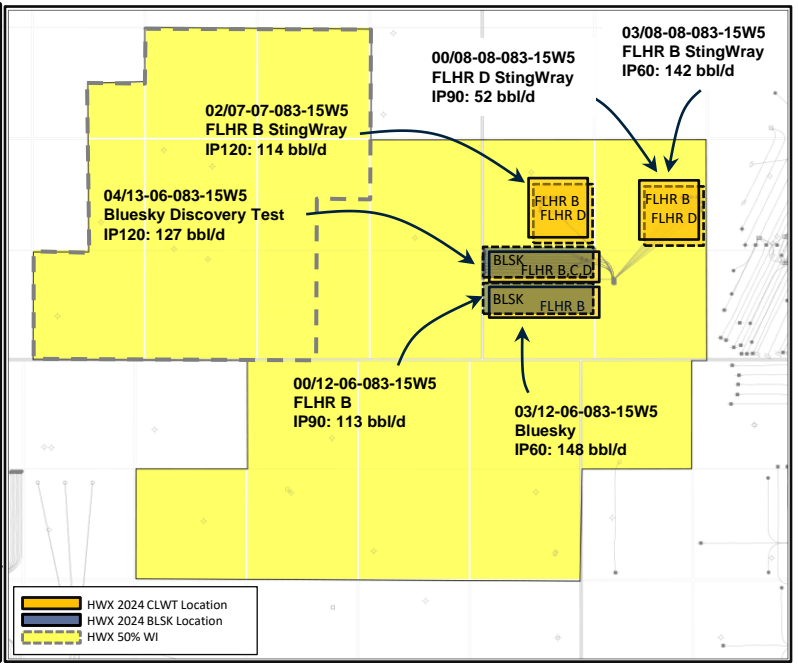 03/08-08-083-15W5
FLHR B StingWray
IP60: 142 bbl/d
00/08-08-083-15W5
FLHR D StingWray
IP90: 52 bbl/d
02/07-07-083-15W5
FLHR B StingWray
IP120: 114 bbl/d
04/13-06-083-15W5
Bluesky Discovery Test
IP120: 127 bbl/d
FLHR B
FLHR D
FLHR B
FLHR D
BLSK
FLHR B,C,D
BLSK
FLHR B
00/12-06-083-15W5
FLHR B
IP90: 113 bbl/d
03/12-06-083-15W5
Bluesky
IP60: 148 bbl/d
HWX 2024 CLWT Location
HWX 2024 BLSK Location
HWX 50% WI